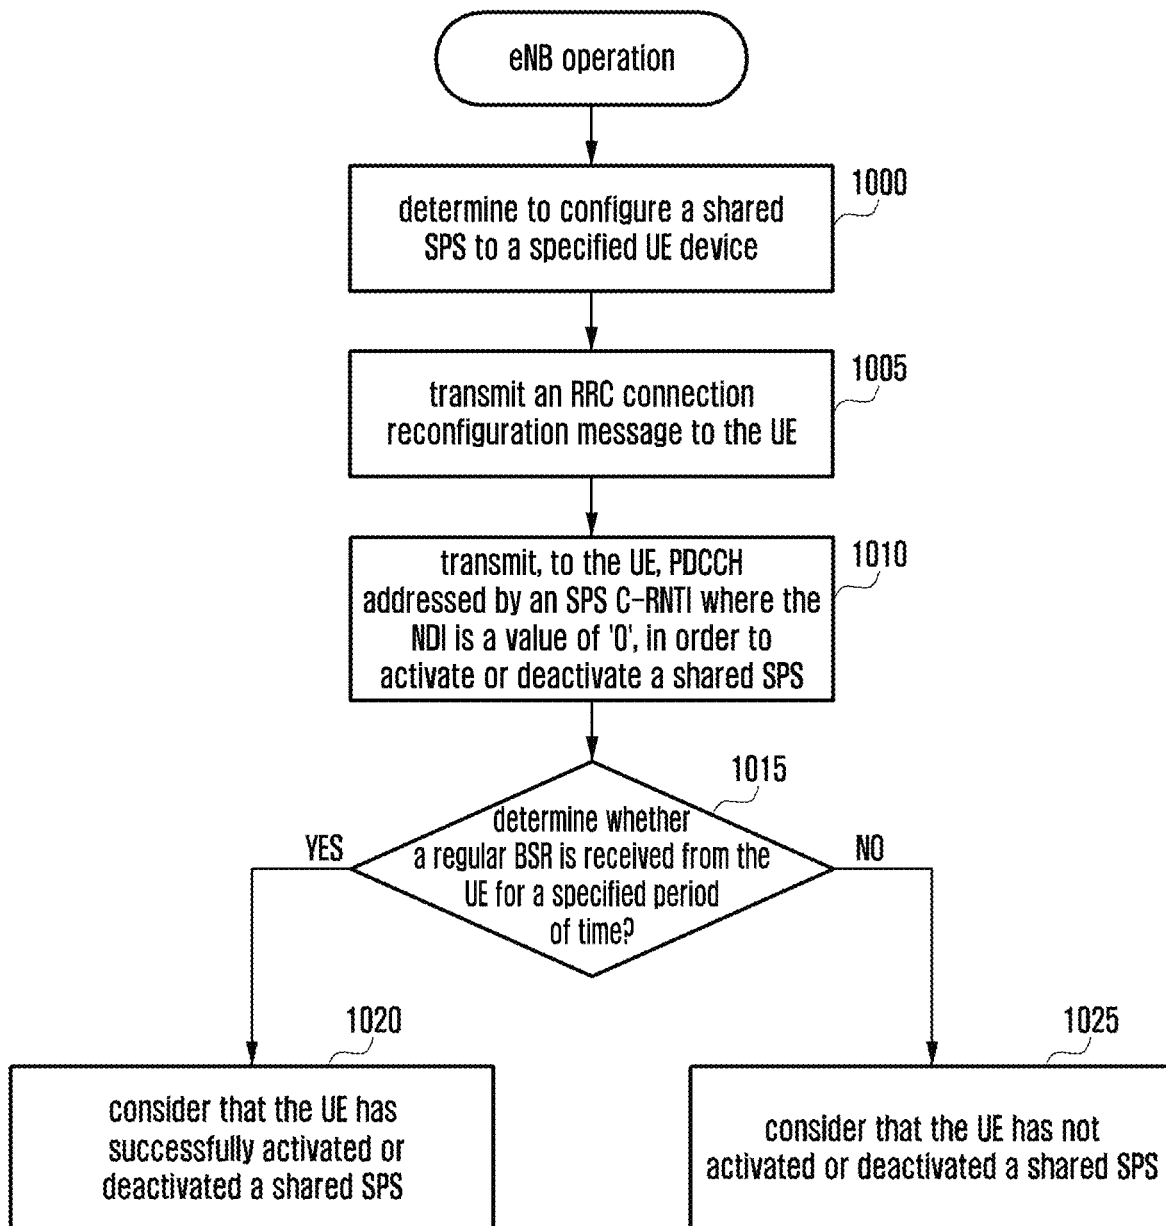 eNB operation
1000
determine to configure a shared
SPS to a specified UE device
1005
transmit an RRC connection
reconfiguration message to the UE
1010
transmit, to the UE, PDCCH
addressed by an SPS C-RNTI where the
NDI is a value of '0', in order to
activate or deactivate a shared SPS
1015
determine whether
a regular BSR is received from the
UE for a specified period
of time?
YES
NO
1020
consider that the UE has
successfully activated or
deactivated a shared SPS
1025
consider that the UE has not
activated or deactivated a shared SPS